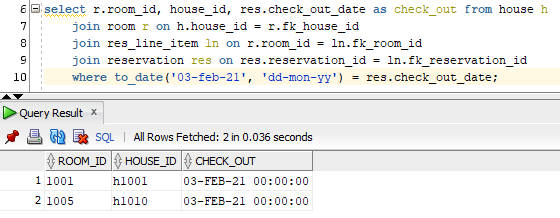 6 select r.room_id, house_id, res.check_out_date as check_out from house h
7 join room r on h.house_id = r.fk_house_id
8 join res_line_item ln on r.room_id = ln.fk_room_id
9 join reservation res on res.reservation_id = ln.fk_reservation_id
10 where to_date('03-feb-21', 'dd-mon-yy') = res.check_out_date;
Query Result x
SQL | All Rows Fetched: 2 in 0.036 seconds
ROOM_ID HOUSE_ID CHECK_OUT
1 1001 h1001 03-FEB-21 00:00:00
2 1005 h1010 03-FEB-21 00:00:00